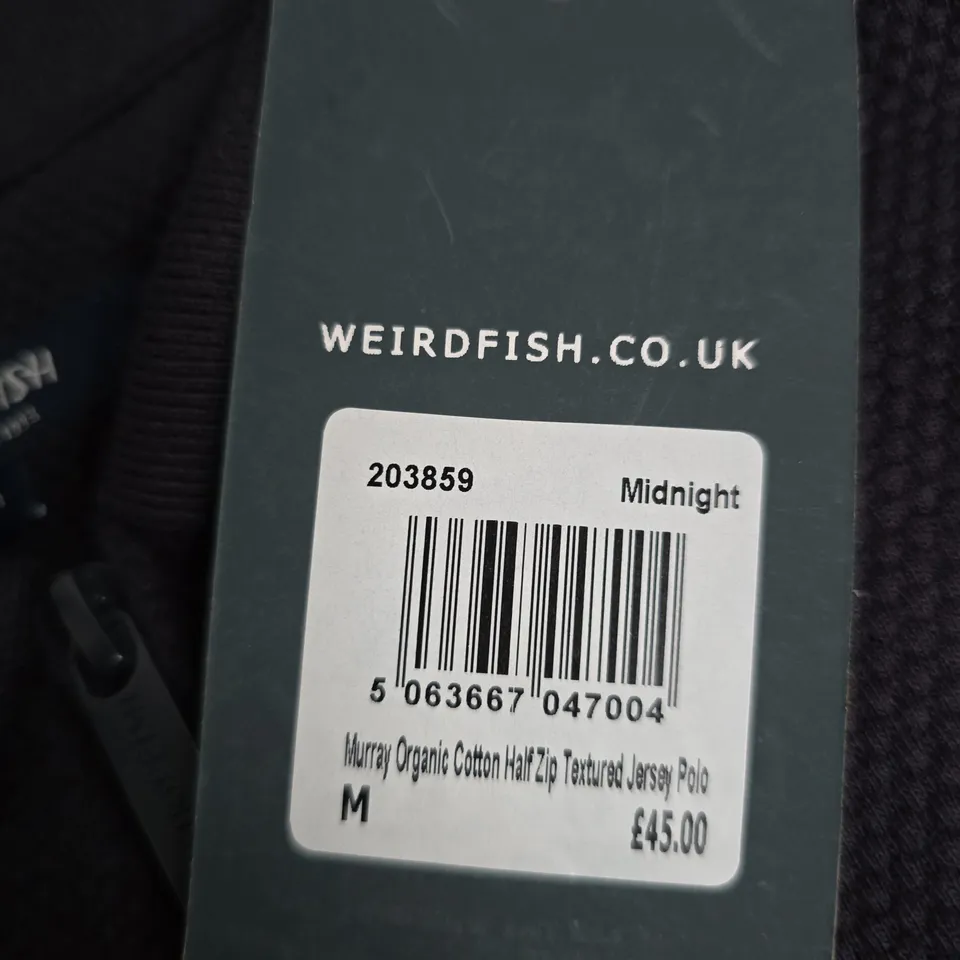 WEIRDFISH.CO.UK
203859 Midnight
5 063667 047004
Murray Organic Cotton Half Zip Textured Jersey Polo
M £45.00